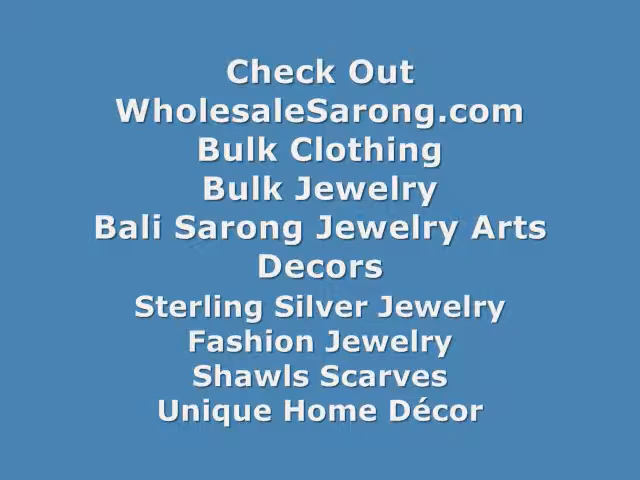 Check Out
WholesaleSarong.com
Bulk Clothing
Bulk Jewelry
Bali Sarong Jewelry Arts
Decors
Sterling Silver Jewelry
Fashion Jewelry
Shawls Scarves
Unique Home Décor